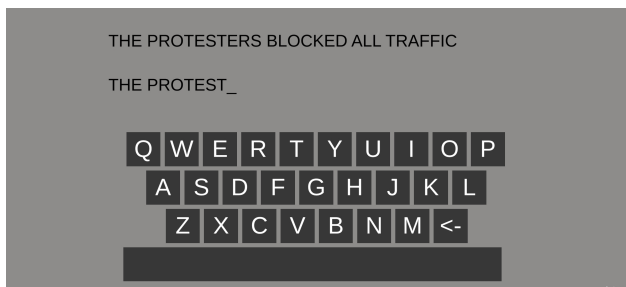 THE PROTESTERS BLOCKED ALL TRAFFIC
THE PROTEST_
Q W E R T Y U I O P
A S D F G H J K L
Z X C V B N M <-